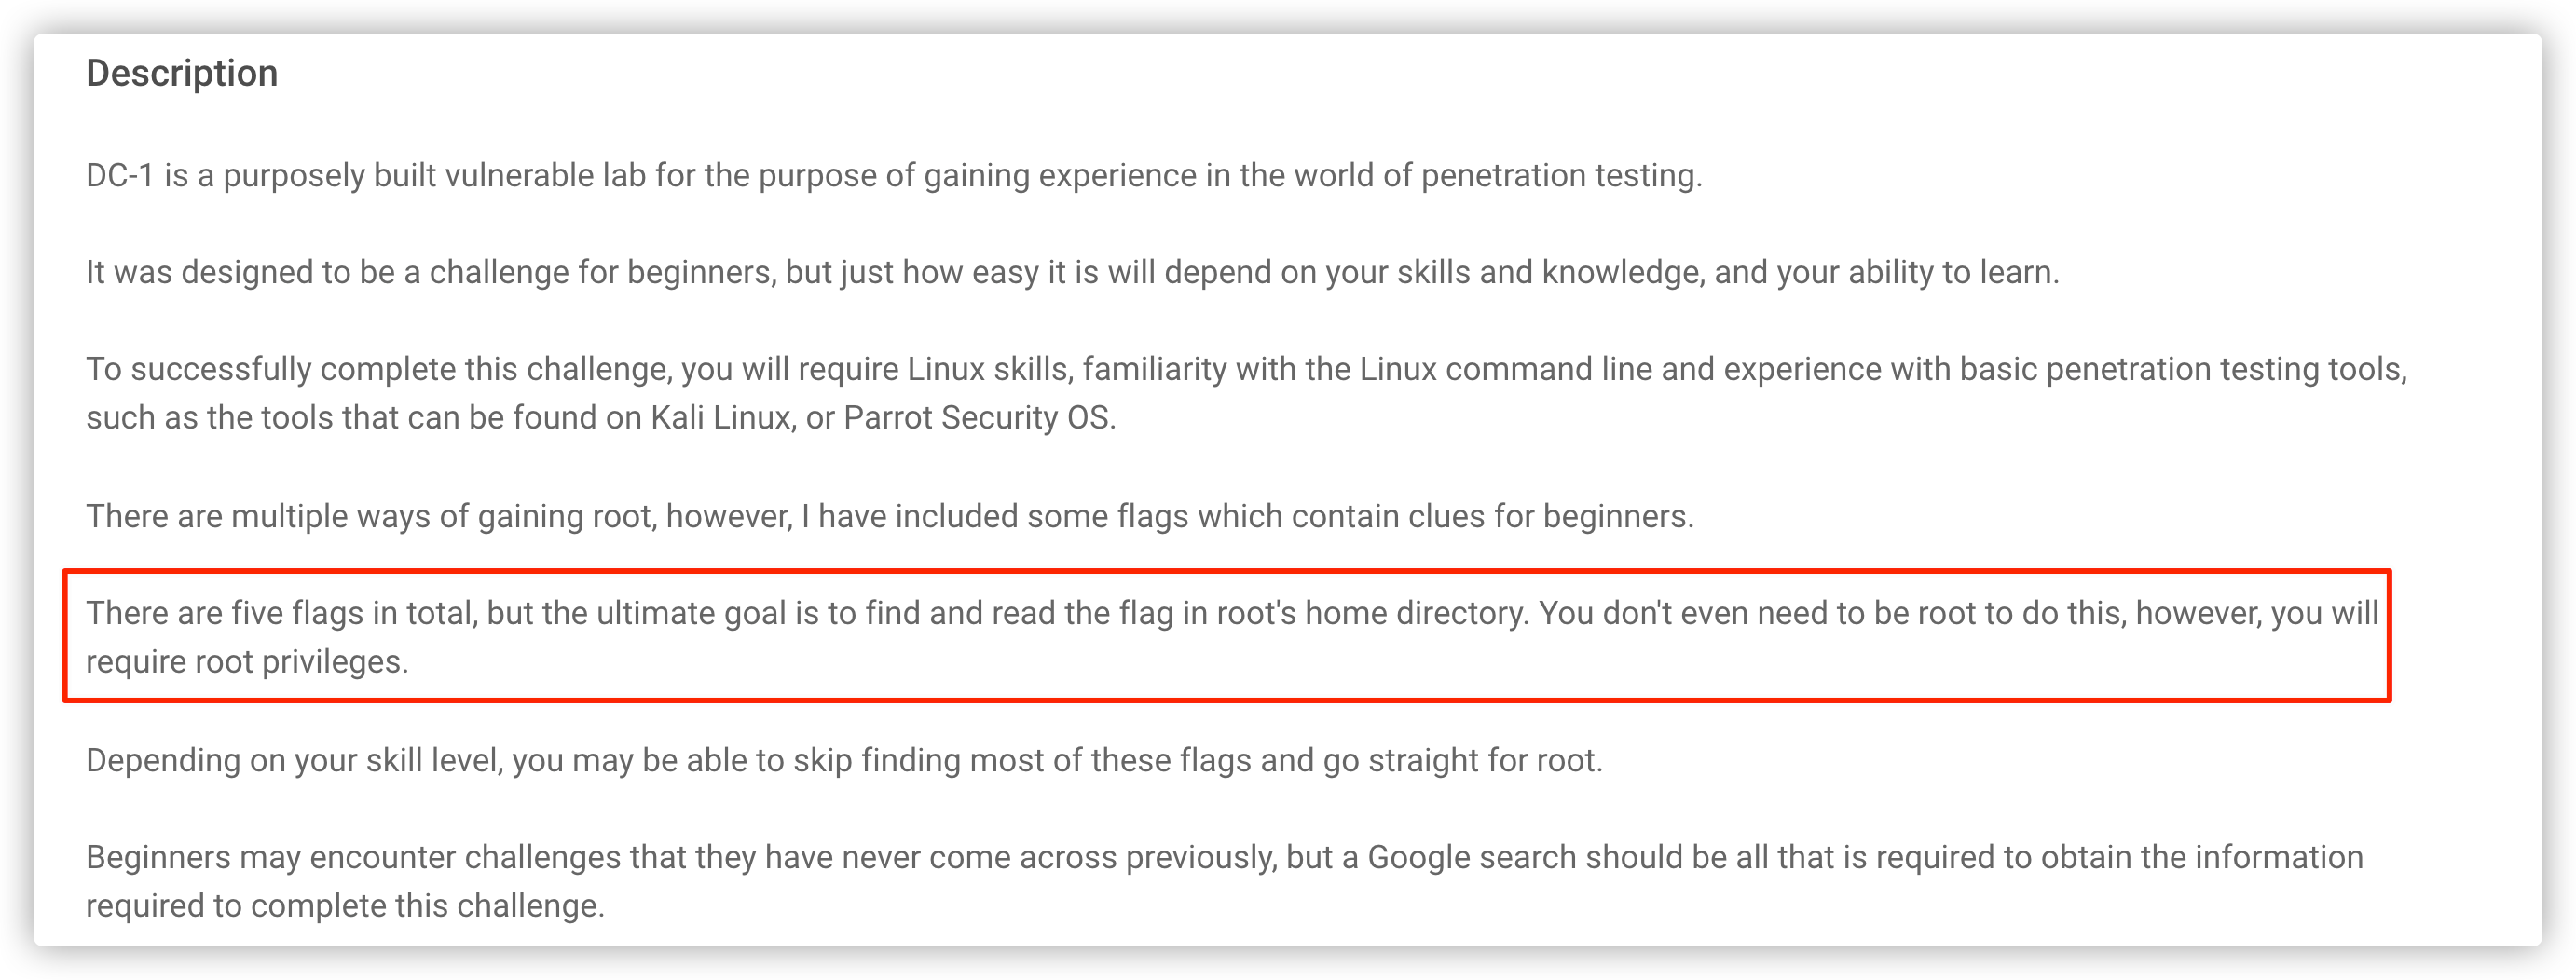 Description
DC-1 is a purposely built vulnerable lab for the purpose of gaining experience in the world of penetration testing.
It was designed to be a challenge for beginners, but just how easy it is will depend on your skills and knowledge, and your ability to learn.
To successfully complete this challenge, you will require Linux skills, familiarity with the Linux command line and experience with basic penetration testing tools,
such as the tools that can be found on Kali Linux, or Parrot Security OS.
There are multiple ways of gaining root, however, I have included some flags which contain clues for beginners.
There are five flags in total, but the ultimate goal is to find and read the flag in root's home directory. You don't even need to be root to do this, however, you will
require root privileges.
Depending on your skill level, you may be able to skip finding most of these flags and go straight for root.
Beginners may encounter challenges that they have never come across previously, but a Google search should be all that is required to obtain the information
required to complete this challenge.